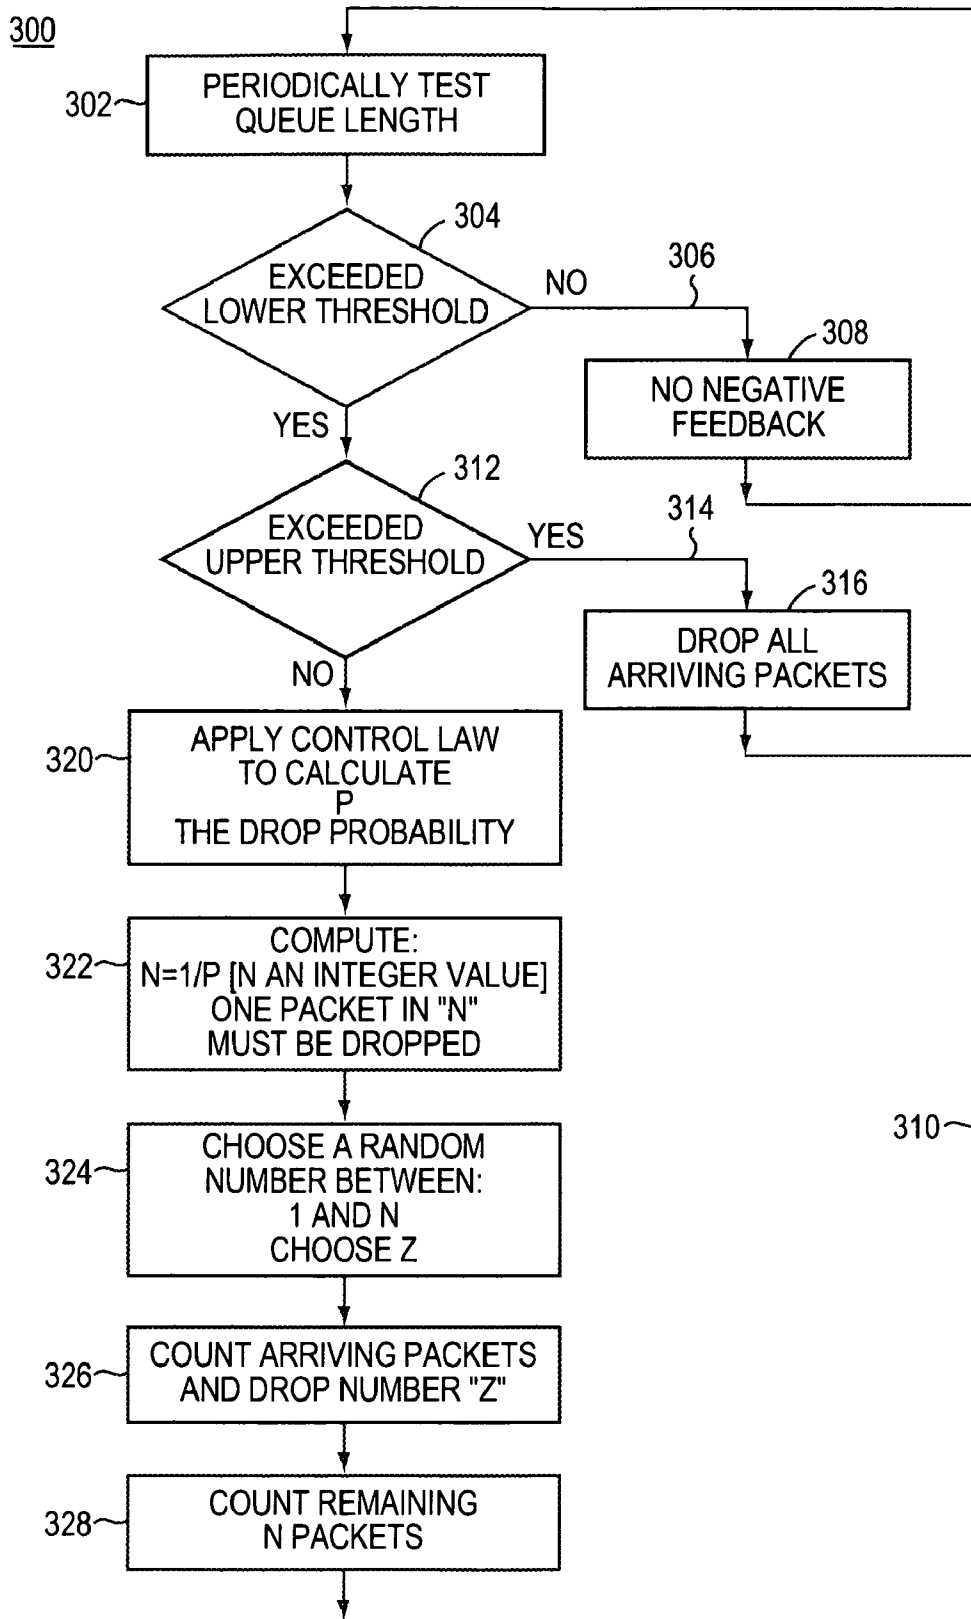 300
302
PERIODICALLY TEST
QUEUE LENGTH
304
EXCEEDED
LOWER THRESHOLD
NO
306
308
NO NEGATIVE
FEEDBACK
YES
312
EXCEEDED
UPPER THRESHOLD
YES
314
316
DROP ALL
ARRIVING PACKETS
NO
320
APPLY CONTROL LAW
TO CALCULATE
P
THE DROP PROBABILITY
322
COMPUTE:
N=1/P [N AN INTEGER VALUE]
ONE PACKET IN "N"
MUST BE DROPPED
310
324
CHOOSE A RANDOM
NUMBER BETWEEN:
1 AND N
CHOOSE Z
326
COUNT ARRIVING PACKETS
AND DROP NUMBER "Z"
328
COUNT REMAINING
N PACKETS